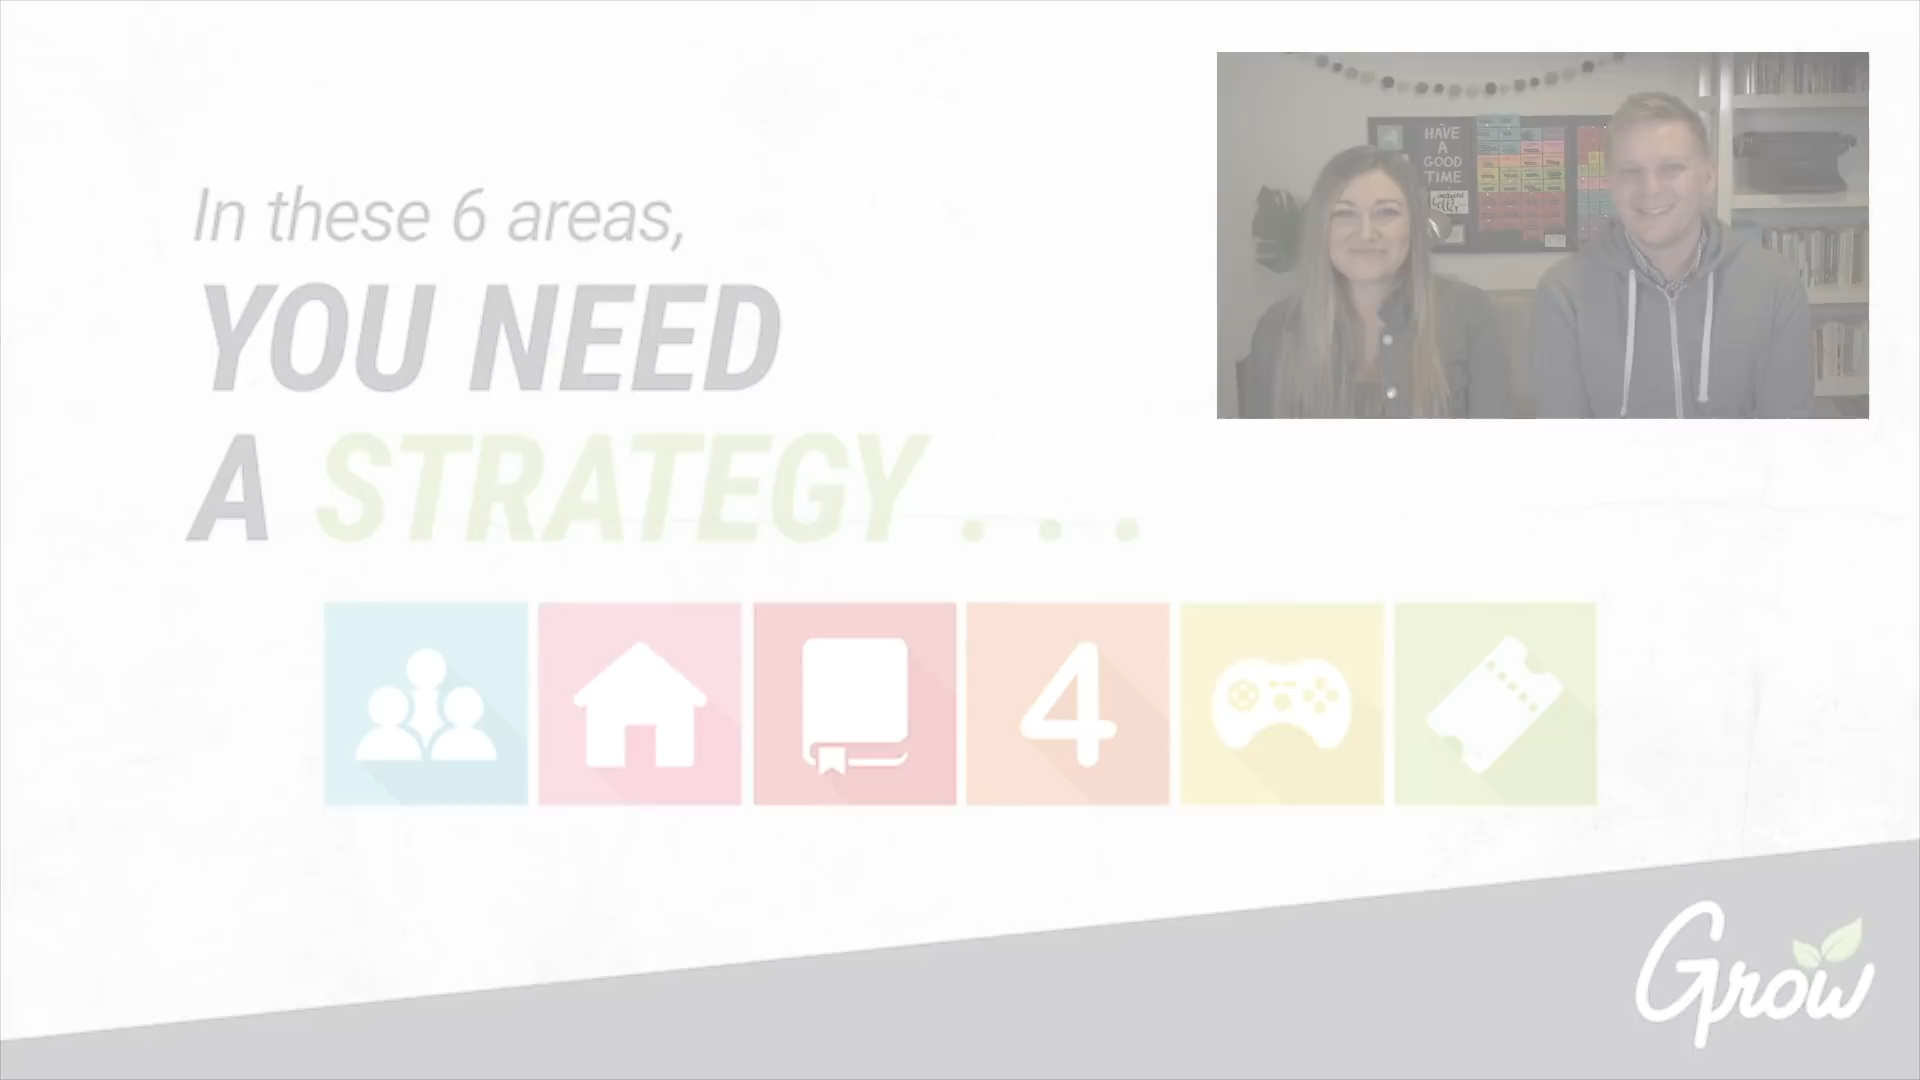 In these 6 areas,
YOU NEED
A STRATEGY . . .
HAVE
A
GOOD
TIME
4
Grow